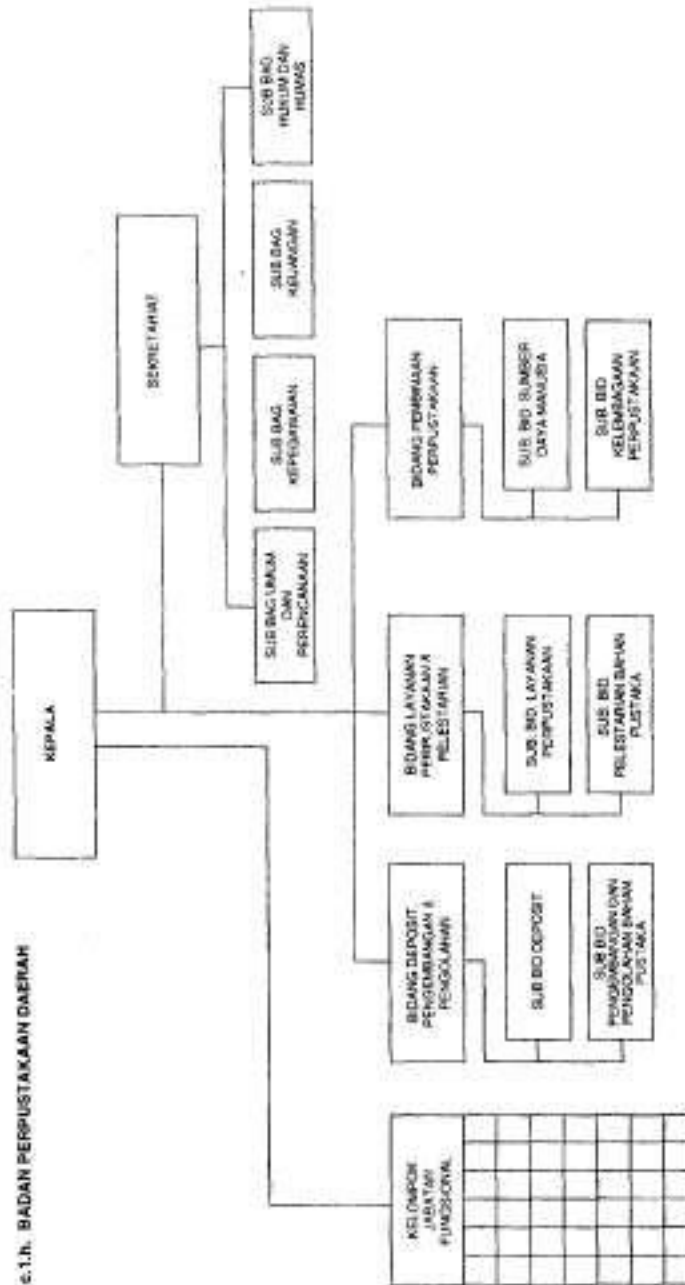 c.1.h. BADAN PERPUSTAKAAN DAERAH
KEPALA
SEKRETARIAT
SUB BAG UMUM
DAN
PERENCANAAN
SUB BAG
KEPEGAWAIAN
SUB BAG
KEUANGAN
SUB BAG
HUKUM DAN
HUMAS
KELOMPOK
JABATAN
FUNGSIONAL
BIDANG DEPOSIT
PENGEMBANGAN &
PENGOLAHAN
BIDANG LAYANAN
PERPUSTAKAAN &
PELESTARIAN
BIDANG PEMBINAAN
PERPUSTAKAAN
SUB BID DEPOSIT
SUB. BID. LAYANAN
PERPUSTAKAAN
SUB. BID. SUMBER
DAYA MANUSIA
SUB BID
PENGEMBANGAN DAN
PENGOLAHAN BAHAN
PUSTAKA
SUB. BID.
PELESTARIAN BAHAN
PUSTAKA
SUB. BID.
KELEMBAGAAN
PERPUSTAKAAN